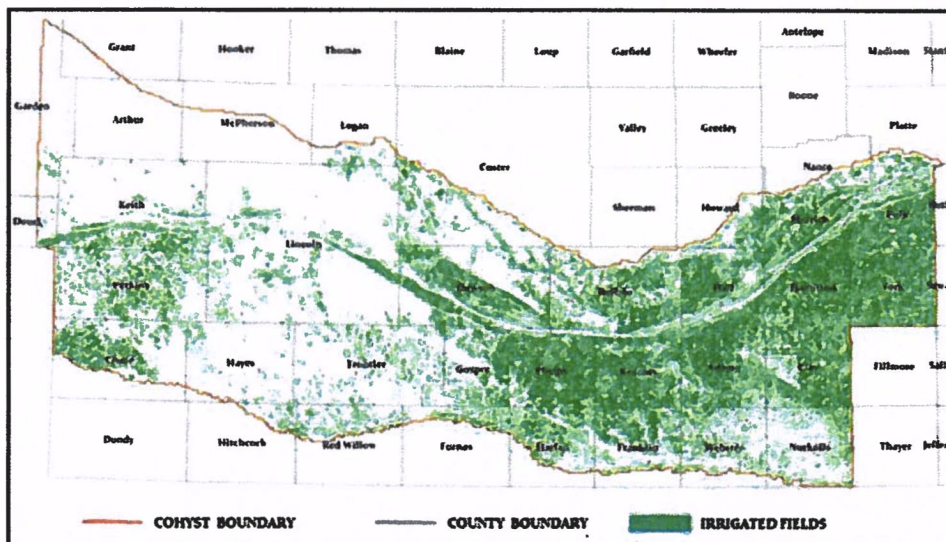 Antelope
Grant Hooker Thomas Blaine Loup Garfield Wheeler Madison
Boone
Garden
Arthur McPherson Logan Valley Greeley Platte
Custer
Nance
Keith Sherman Howard Polk
Lincoln
Perkins Dawson Buffalo Hall Hamilton York
Chase Hayes Frontier Gosper Phelps Kearney Adams Clay Fillmore
Dundy Hitchcock Red Willow Furnas Harlan Franklin Webster Nuckolls Thayer
COHYST BOUNDARY COUNTY BOUNDARY IRRIGATED FIELDS